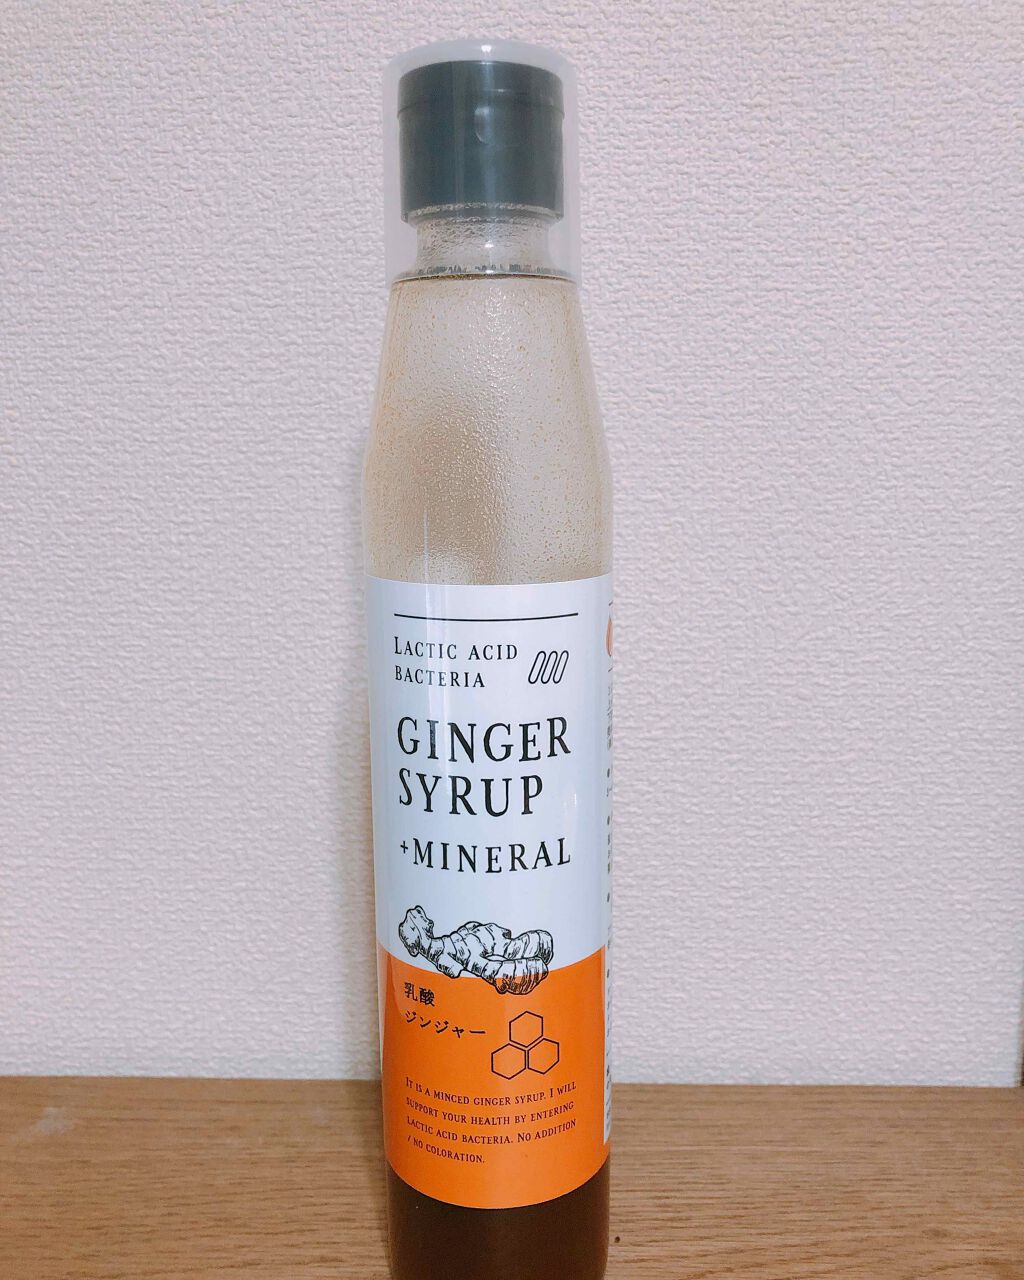 LACTIC ACID
BACTERIA
GINGER
SYRUP
+MINERAL
乳酸
ジンジャー
IT IS A MINCED GINGER SYRUP. I WILL
SUPPORT YOUR HEALTH BY ENTERING
LACTIC ACID BACTERIA. NO ADDITION
/ NO COLORATION.